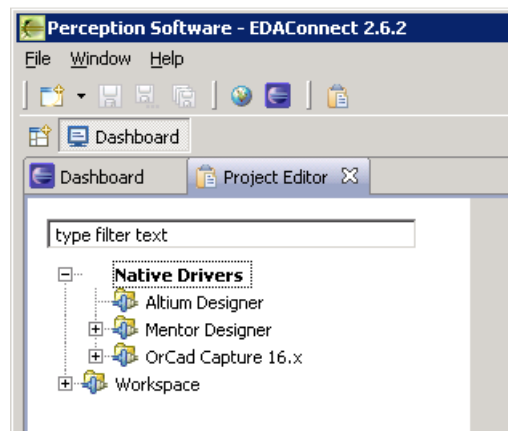 Perception Software - EDAConnect 2.6.2
File Window Help
Dashboard
Dashboard Project Editor
type filter text
Native Drivers
Altium Designer
Mentor Designer
OrCad Capture 16.x
Workspace